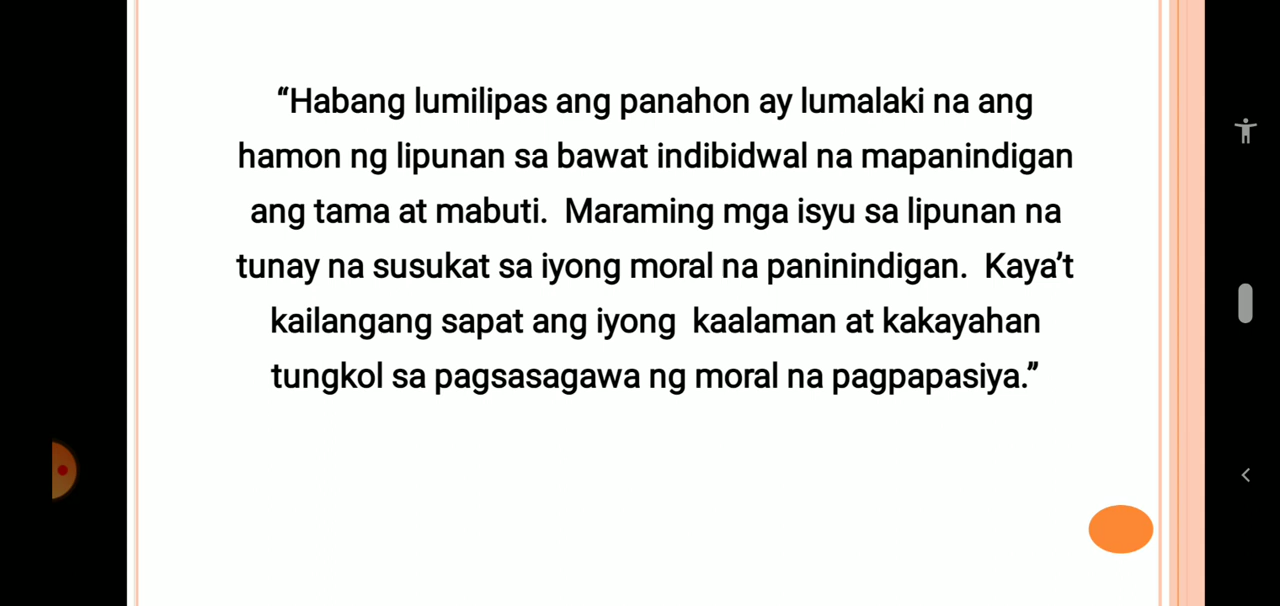 “Habang lumilipas ang panahon ay lumalaki na ang
hamon ng lipunan sa bawat indibidwal na mapanindigan
ang tama at mabuti.  Maraming mga isyu sa lipunan na
tunay na susukat sa iyong moral na paninindigan.  Kaya’t
kailangang sapat ang iyong  kaalaman at kakayahan
tungkol sa pagsasagawa ng moral na pagpapasiya.”